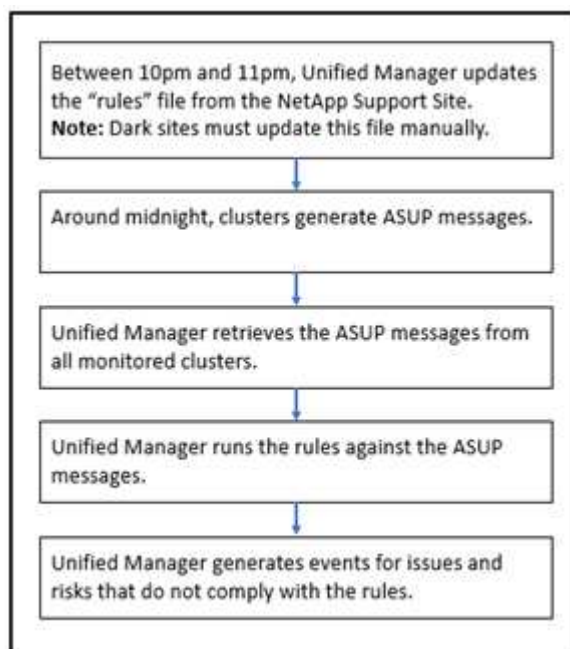 Between 10pm and 11pm, Unified Manager updates
the “rules” file from the NetApp Support Site.
Note: Dark sites must update this file manually.
Around midnight, clusters generate ASUP messages.
Unified Manager retrieves the ASUP messages from
all monitored clusters.
Unified Manager runs the rules against the ASUP
messages.
Unified Manager generates events for issues and
risks that do not comply with the rules.